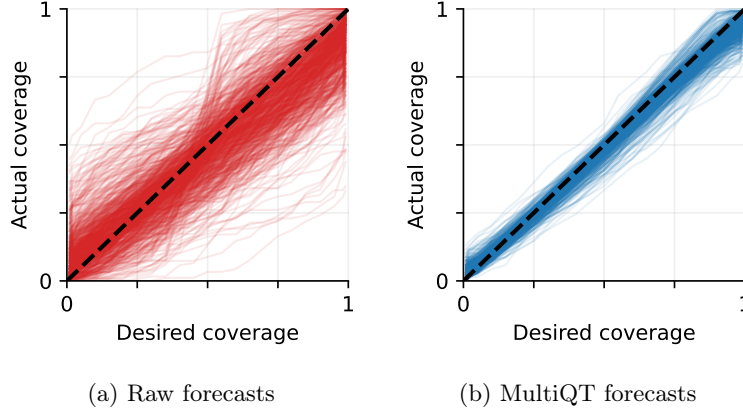 1
Actual coverage
0
0
1
Desired coverage
(a) Raw forecasts
1
Actual coverage
0
0
1
Desired coverage
(b) MultiQT forecasts